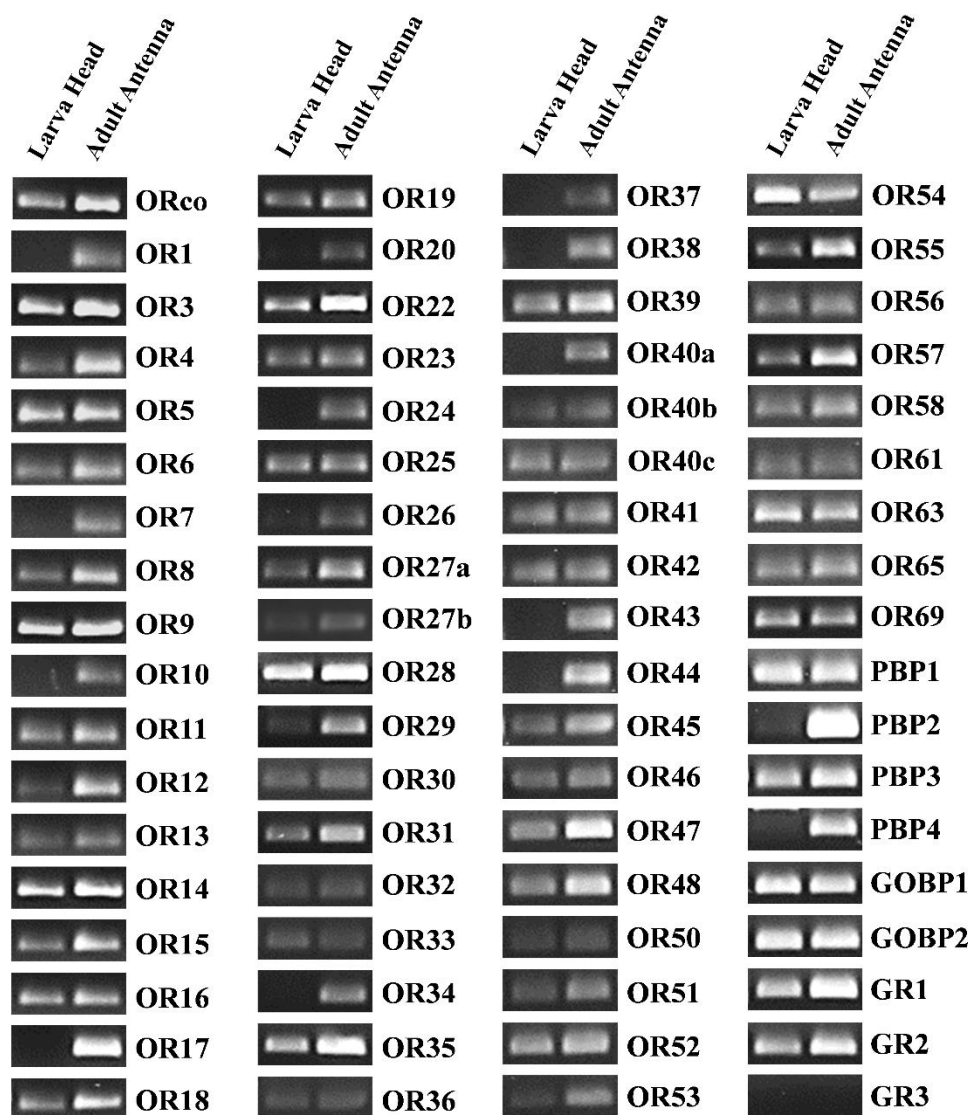 Larva Head
Adult Antenna
ORco
OR1
OR3
OR4
OR5
OR6
OR7
OR8
OR9
OR10
OR11
OR12
OR13
OR14
OR15
OR16
OR17
OR18
Larva Head
Adult Antenna
OR19
OR20
OR22
OR23
OR24
OR25
OR26
OR27a
OR27b
OR28
OR29
OR30
OR31
OR32
OR33
OR34
OR35
OR36
Larva Head
Adult Antenna
OR37
OR38
OR39
OR40a
OR40b
OR40c
OR41
OR42
OR43
OR44
OR45
OR46
OR47
OR48
OR50
OR51
OR52
OR53
Larva Head
Adult Antenna
OR54
OR55
OR56
OR57
OR58
OR61
OR63
OR65
OR69
PBP1
PBP2
PBP3
PBP4
GOBP1
GOBP2
GR1
GR2
GR3